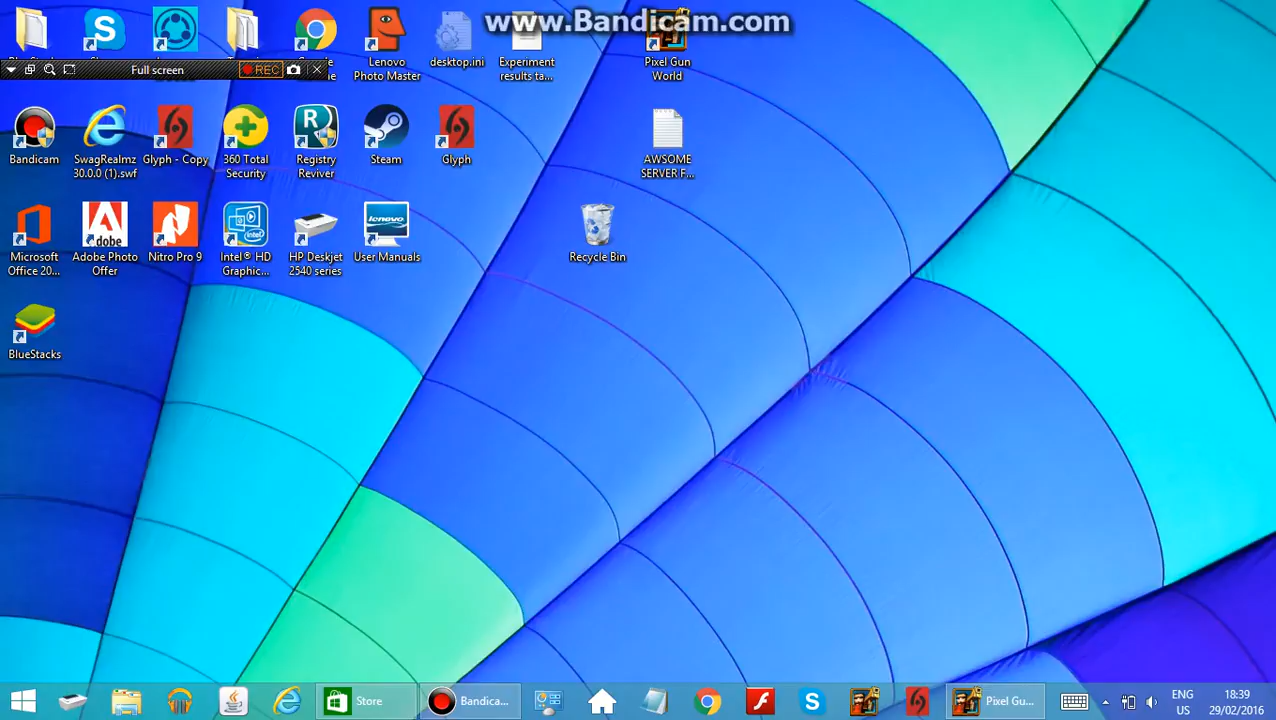 www.Bandicam.com
Full screen
REC
Lenovo
Photo Master
desktop.ini
Experiment
results ta...
Pixel Gun
World
Bandicam
SwagRealmz
30.0.0 (1).swf
Glyph - Copy
360 Total
Security
Registry
Reviver
Steam
Glyph
AWSOME
SERVER F...
Microsoft
Office 20...
Adobe
Adobe Photo
Offer
Nitro Pro 9
intel
Intel® HD
Graphic...
HP Deskjet
2540 series
lenovo
User Manuals
Recycle Bin
BlueStacks
Store
Bandica...
Pixel Gu...
ENG
US
18:39
29/02/2016